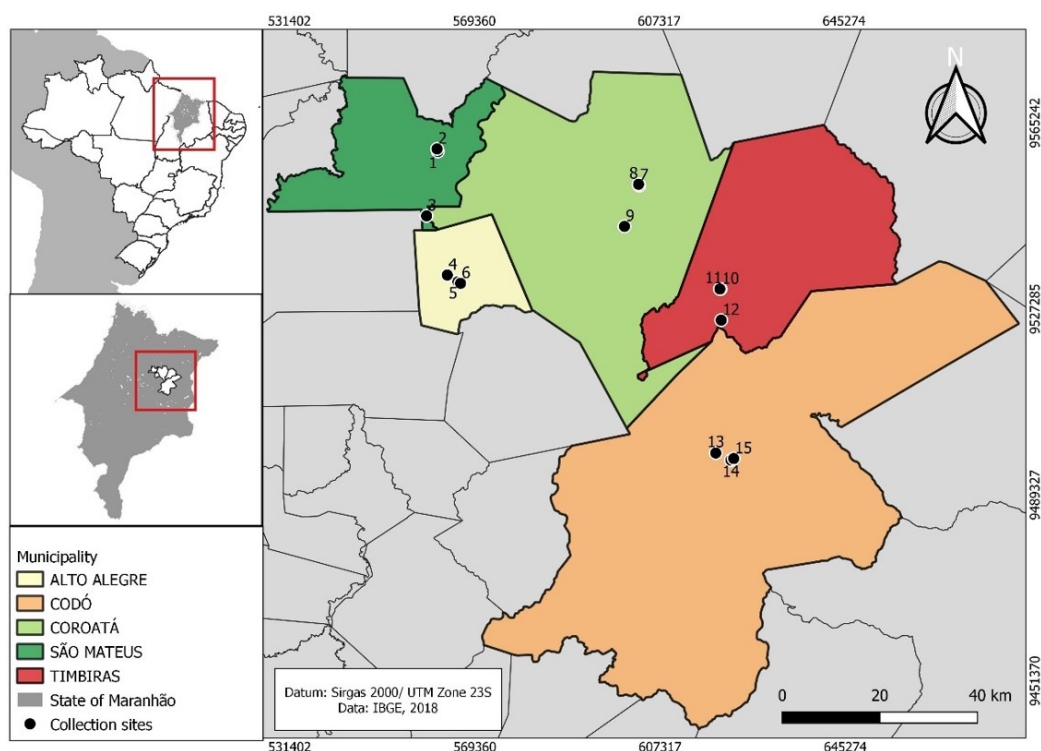 531402 569360 607317 645274
N
9565242
2
1
8 7
3
9
4
6
5
1110
9527285
12
13
15
14
9489327
Municipality
ALTO ALEGRE
CODÓ
COROATÁ
SÃO MATEUS
TIMBIRAS
State of Maranhão
Collection sites
Datum: Sirgas 2000/ UTM Zone 23S
Data: IBGE, 2018
0 20 40 km
9451370
531402 569360 607317 645274